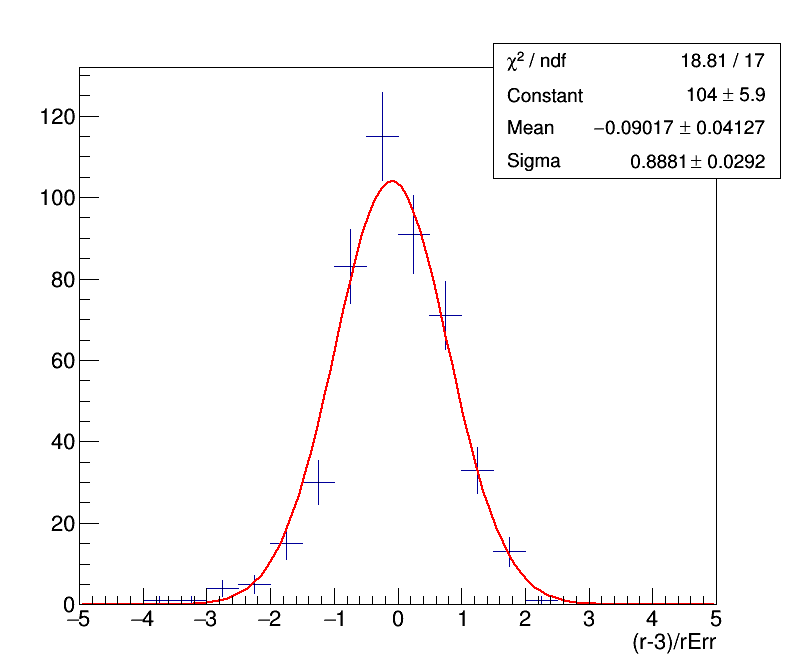 χ² / ndf 18.81 / 17
Constant 104 ± 5.9
Mean −0.09017 ± 0.04127
Sigma 0.8881 ± 0.0292
120
100
80
60
40
20
0
−5 −4 −3 −2 −1 0 1 2 3 4 5
(r-3)/rErr